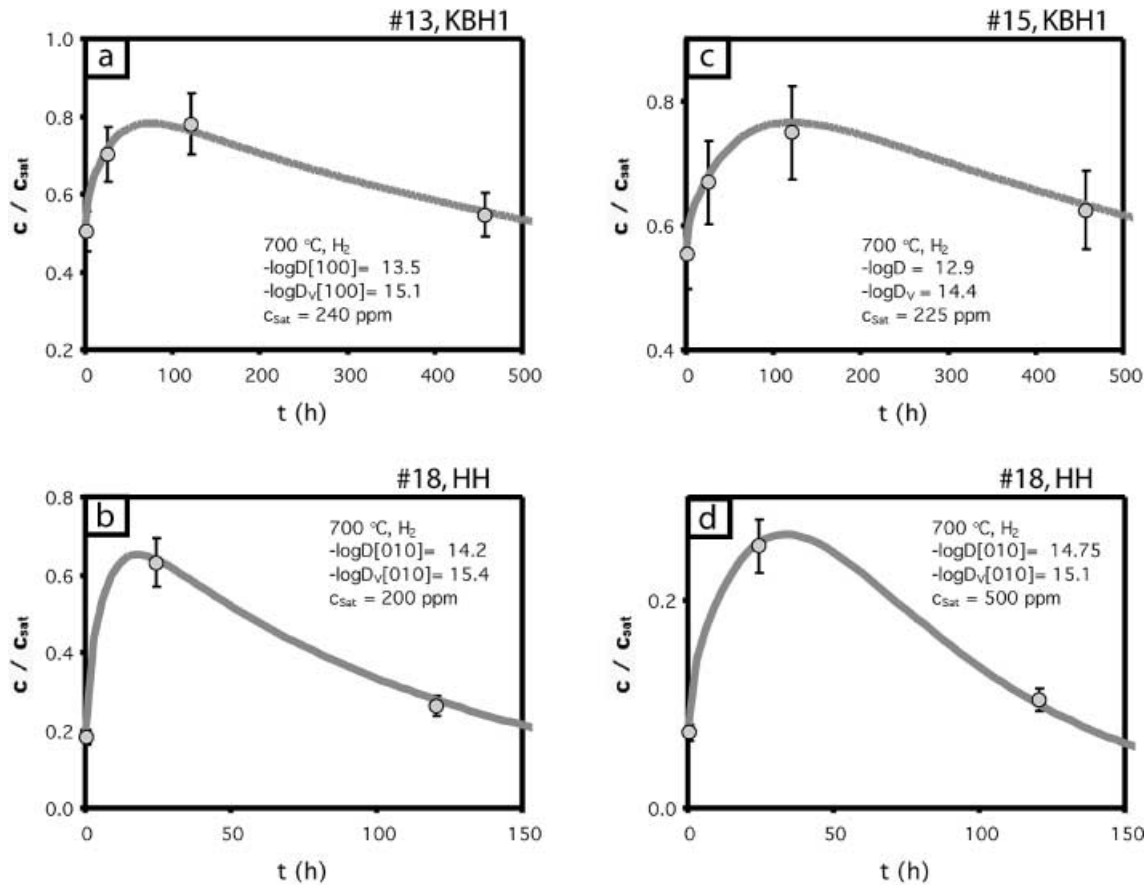 #13, KBH1
a
1.0
0.8
0.6
0.4
0.2
c / csat
700 °C, H2
-logD[100]= 13.5
-logDV[100]= 15.1
cSat = 240 ppm
0 100 200 300 400 500
t (h)
#15, KBH1
c
0.8
0.6
0.4
c / csat
700 °C, H2
-logD = 12.9
-logDV = 14.4
cSat = 225 ppm
0 100 200 300 400 500
t (h)
#18, HH
b
0.8
0.6
0.4
0.2
0.0
c / csat
700 °C, H2
-logD[010]= 14.2
-logDV[010]= 15.4
cSat = 200 ppm
0 50 100 150
t (h)
#18, HH
d
0.2
0.0
c / csat
700 °C, H2
-logD[010]= 14.75
-logDV[010]= 15.1
cSat = 500 ppm
0 50 100 150
t (h)